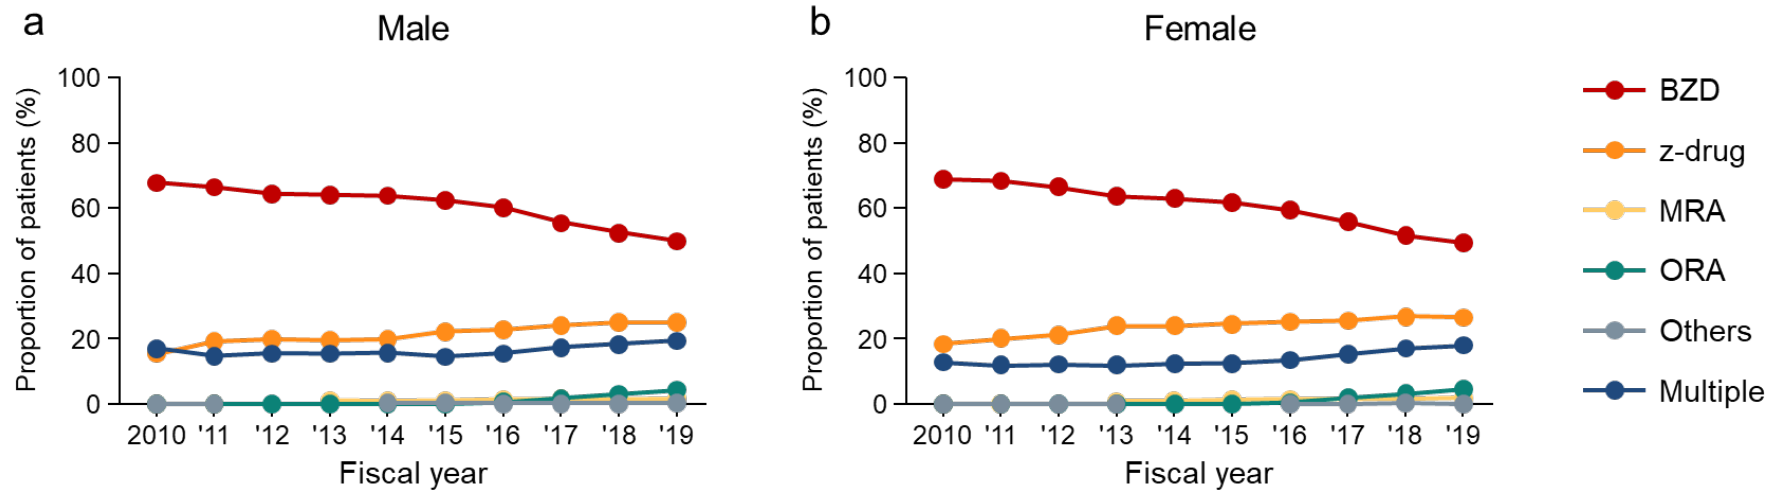 a
Male
Proportion of patients (%)
100
80
60
40
20
0
2010 '11 '12 '13 '14 '15 '16 '17 '18 '19
Fiscal year
b
Female
Proportion of patients (%)
100
80
60
40
20
0
2010 '11 '12 '13 '14 '15 '16 '17 '18 '19
Fiscal year
BZD
z-drug
MRA
ORA
Others
Multiple